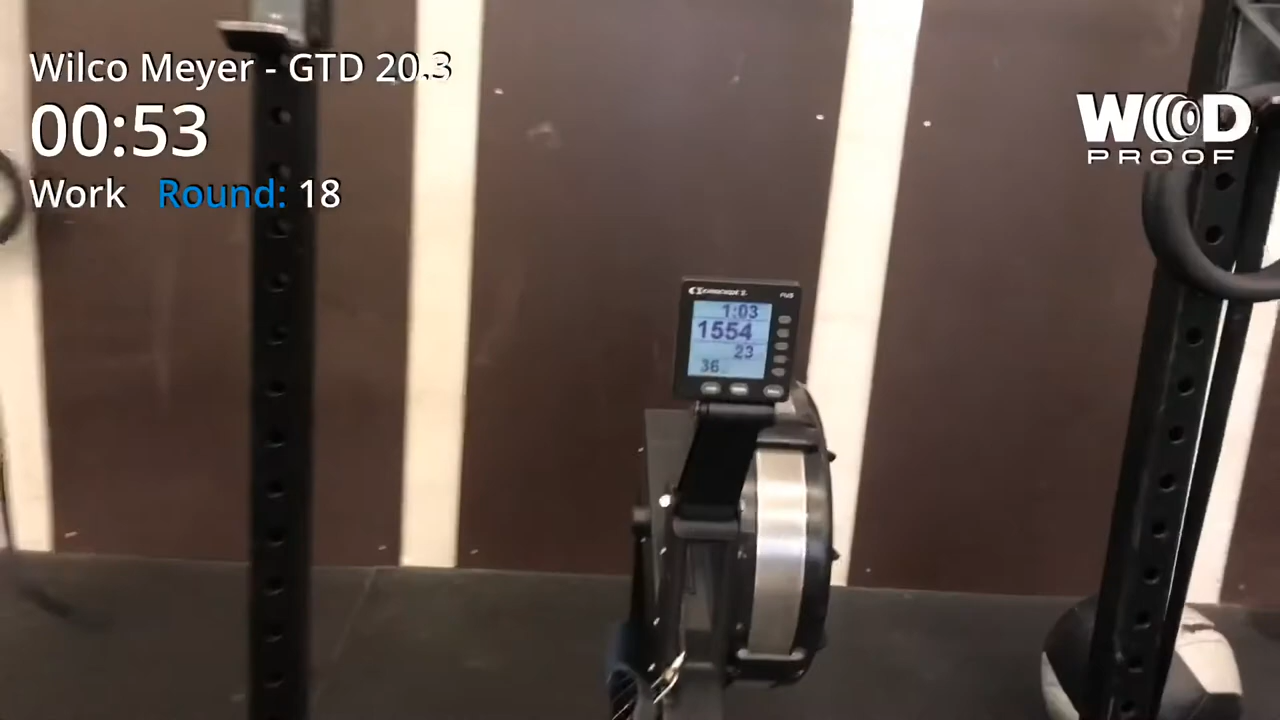 Wilco Meyer - GTD 20.3
00:53
Work Round: 18
WOD
PROOF
1:03
1554
23
36